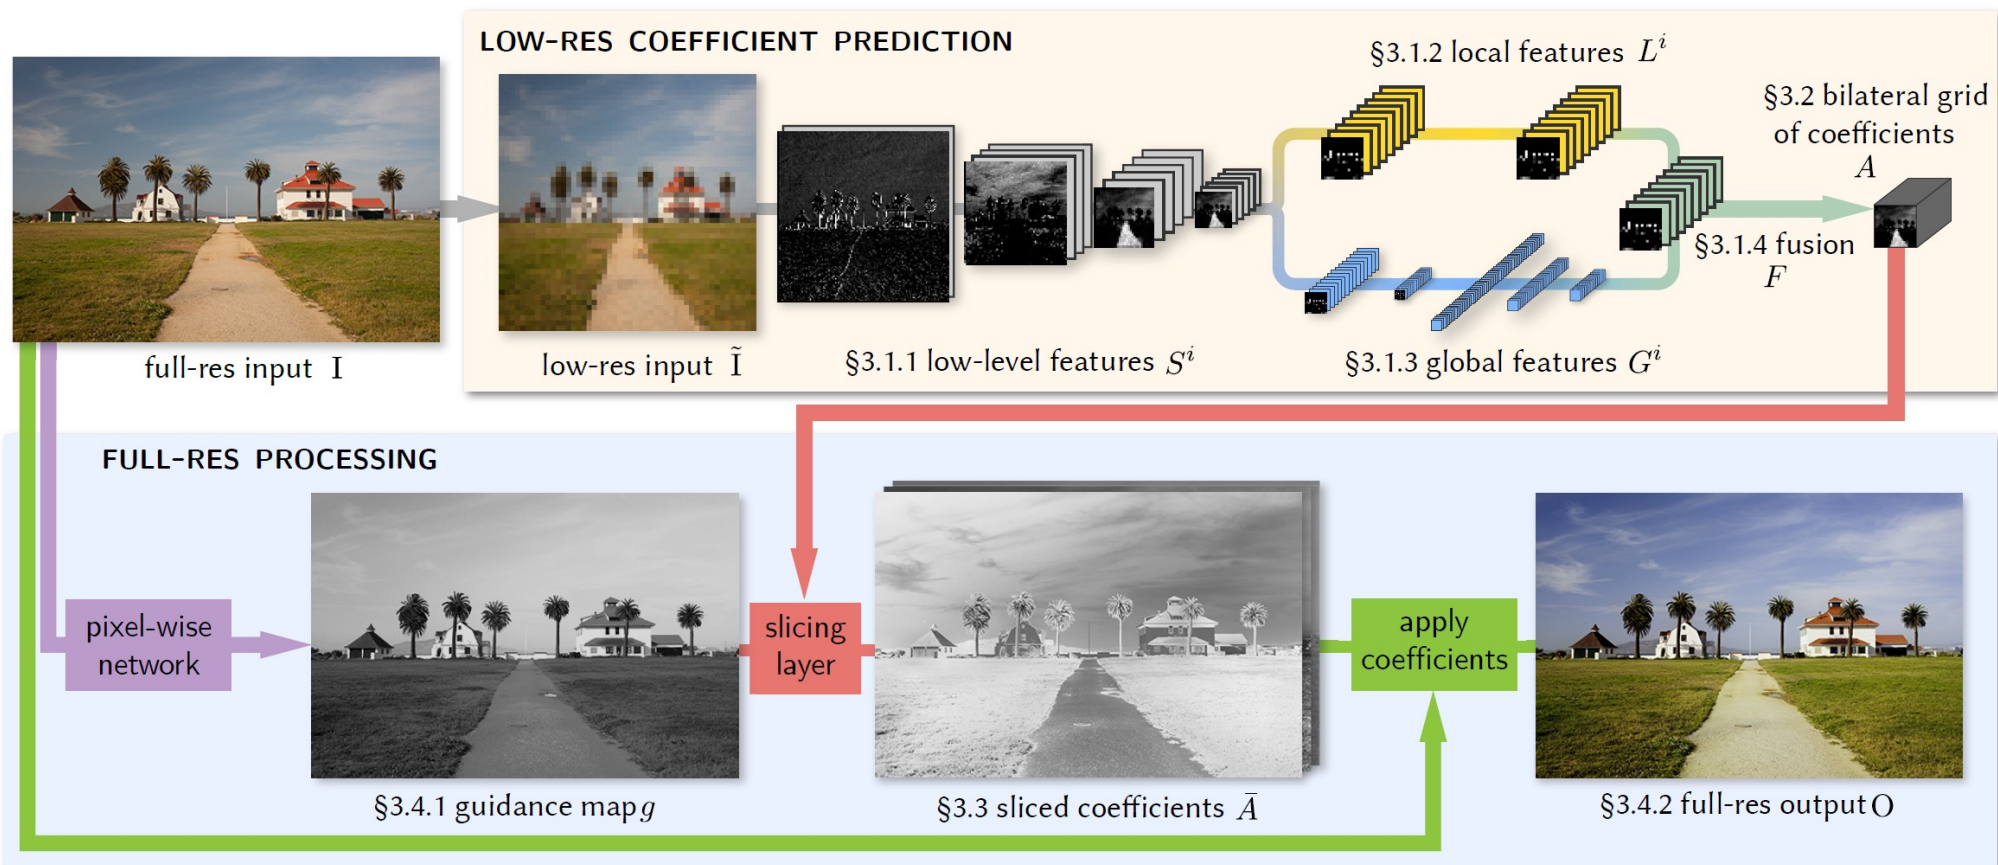 LOW-RES COEFFICIENT PREDICTION
§3.1.2 local features Lⁱ
§3.2 bilateral grid
of coefficients
A
§3.1.4 fusion
F
full-res input I
low-res input Ĩ
§3.1.1 low-level features Sⁱ
§3.1.3 global features Gⁱ
FULL-RES PROCESSING
pixel-wise
network
slicing
layer
apply
coefficients
§3.4.1 guidance map g
§3.3 sliced coefficients Ā
§3.4.2 full-res output O